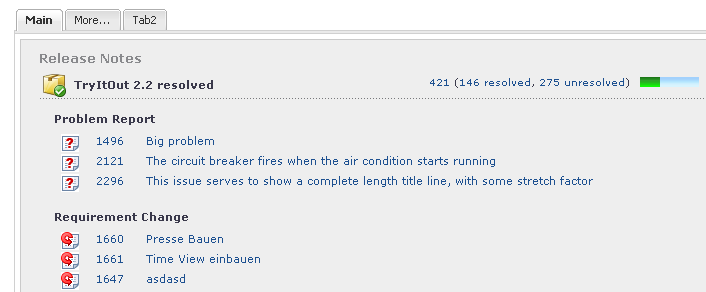 Main More... Tab2
Release Notes
TryItOut 2.2 resolved 421 (146 resolved, 275 unresolved)
Problem Report
1496 Big problem
2121 The circuit breaker fires when the air condition starts running
2296 This issue serves to show a complete length title line, with some stretch factor
Requirement Change
1660 Presse Bauen
1661 Time View einbauen
1647 asdasd